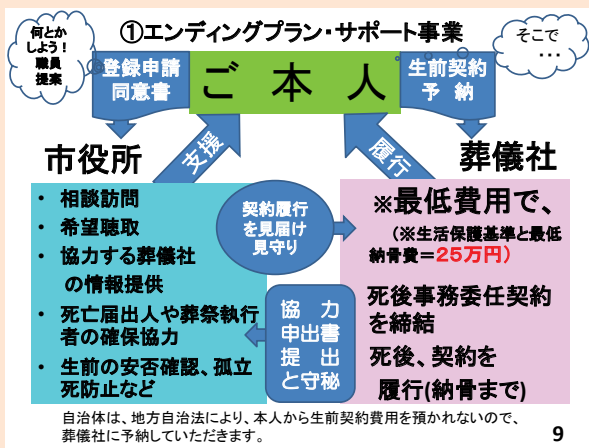 何とか
しよう!
職員
提案
①エンディングプラン・サポート事業
そこで
・・・
登録申請
同意書
ご本人
生前契約
予 納
市役所
支援
履行
葬儀社
・ 相談訪問
・ 希望聴取
・ 協力する葬儀社
の情報提供
・ 死亡届出人や葬祭執行
者の確保協力
・ 生前の安否確認、孤立
死防止など
契約履行
を見届け
見守り
協 力
申出書
提 出
と守秘
※最低費用で、
(※生活保護基準と最低
納骨費=25万円)
死後事務委任契約
を締結
死後、契約を
履行(納骨まで)
自治体は、地方自治法により、本人から生前契約費用を預かれないので、
葬儀社に予納していただきます。
9